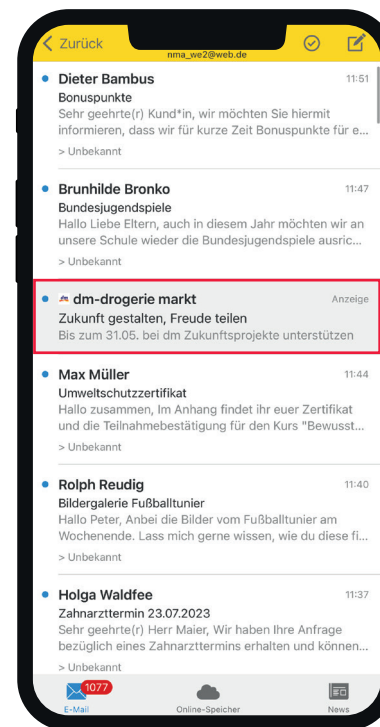 Zurück
nma_we2@web.de
Dieter Bambus 11:51
Bonuspunkte
Sehr geehrte(r) Kund*in, wir möchten Sie hiermit
informieren, dass wir für kurze Zeit Bonuspunkte für e...
> Unbekannt
Brunhilde Bronko 11:47
Bundesjugendspiele
Hallo Liebe Eltern, auch in diesem Jahr möchten wir an
unsere Schule wieder die Bundesjugendspiele ausric...
> Unbekannt
dm-drogerie markt Anzeige
Zukunft gestalten, Freude teilen
Bis zum 31.05. bei dm Zukunftsprojekte unterstützen
Max Müller 11:44
Umweltschutzzertifikat
Hallo zusammen, Im Anhang findet ihr euer Zertifikat
und die Teilnahmebestätigung für den Kurs "Bewusst...
> Unbekannt
Rolph Reudig 11:40
Bildergalerie Fußballtunier
Hallo Peter, Anbei die Bilder vom Fußballtunier am
Wochenende. Lass mich gerne wissen, wie du diese fi...
> Unbekannt
Holga Waldfee 11:37
Zahnarzttermin 23.07.2023
Sehr geehrte(r) Herr Maier, Wir haben Ihre Anfrage
bezüglich eines Zahnarzttermins erhalten und können...
> Unbekannt
1077
E-Mail Online-Speicher News